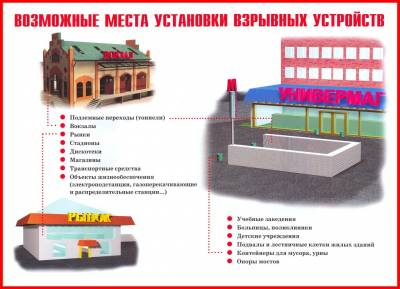 ВОЗМОЖНЫЕ МЕСТА УСТАНОВКИ ВЗРЫВНЫХ УСТРОЙСТВ
ВОКЗАЛ
М
УНИВЕРМАГ
Подземные переходы (тоннели)
Вокзалы
Рынки
Стадионы
Дискотеки
Магазины
Транспортные средства
Объекты жизнеобеспечения
(электроподстанции, газоперекачивающие
и распределительные станции...)
РЫНОК
Учебные заведения
Больницы, поликлиники
Детские учреждения
Подвалы и лестничные клетки жилых зданий
Контейнеры для мусора, урны
Опоры мостов